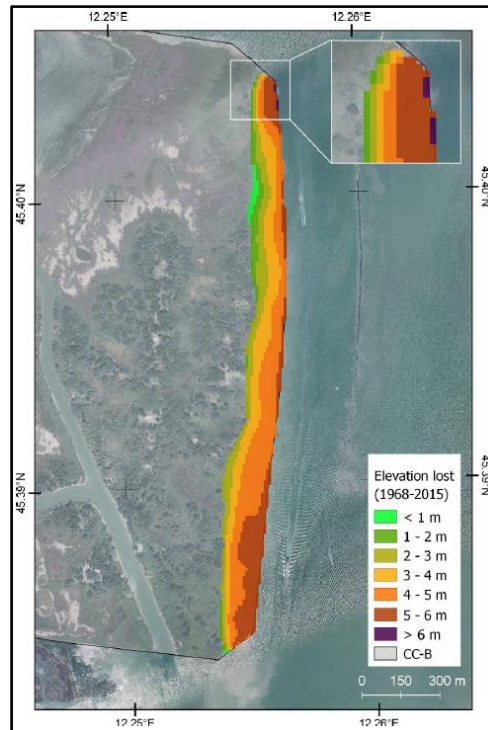 12.25°E 12.26°E
45.40°N
45.40°N
45.39°N
45.39°N
Elevation lost
(1968-2015)
< 1 m
1 - 2 m
2 - 3 m
3 - 4 m
4 - 5 m
5 - 6 m
> 6 m
CC-B
0 150 300 m
12.25°E 12.26°E